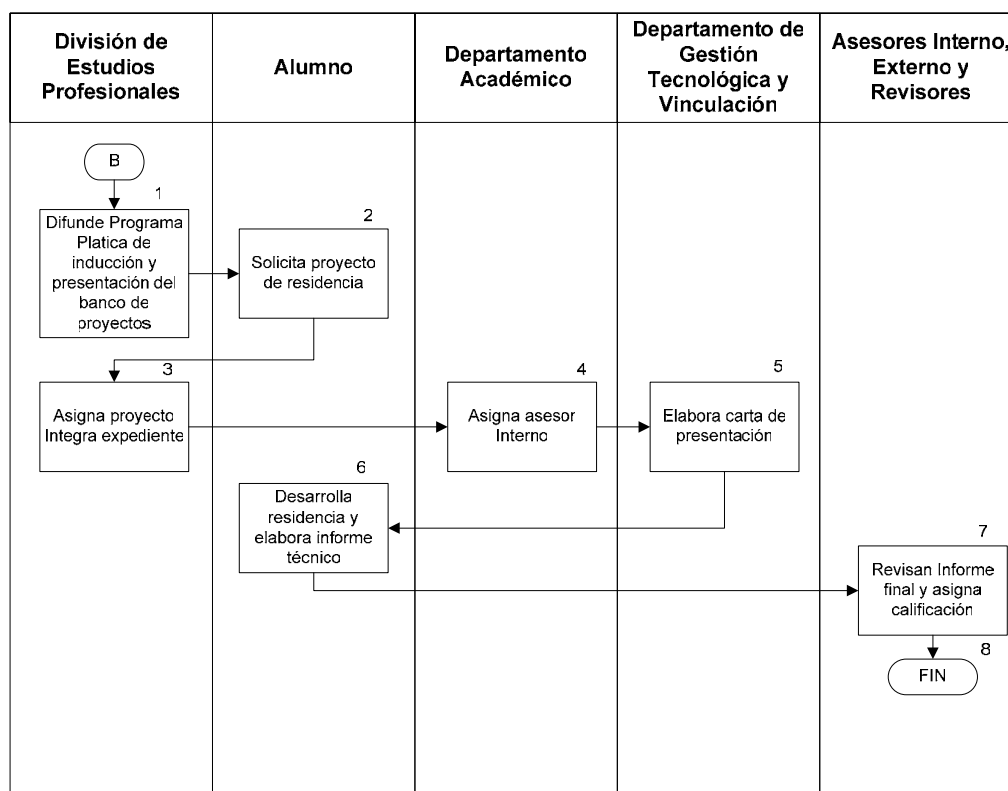 División de
Estudios
Profesionales
Alumno
Departamento
Académico
Departamento de
Gestión
Tecnológica y
Vinculación
Asesores Interno,
Externo y
Revisores
B
1
Difunde Programa
Platica de
inducción y
presentación del
banco de
proyectos
2
Solicita proyecto
de residencia
3
Asigna proyecto
Integra expediente
4
Asigna asesor
Interno
5
Elabora carta de
presentación
6
Desarrolla
residencia y
elabora informe
técnico
7
Revisan Informe
final y asigna
calificación
8
FIN